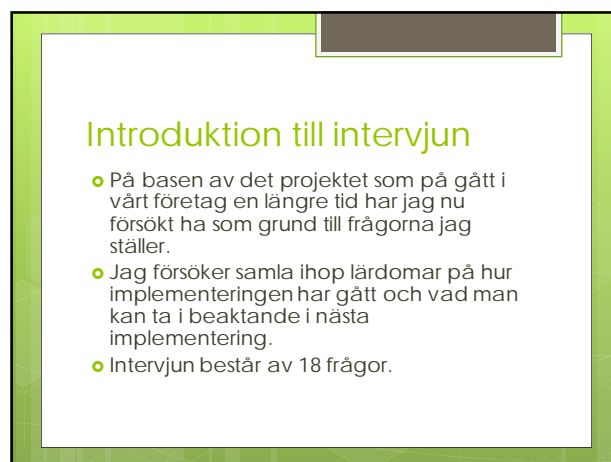 Introduktion till intervjun
På basen av det projektet som på gått i
vårt företag en längre tid har jag nu
försökt ha som grund till frågorna jag
ställer.
Jag försöker samla ihop lärdomar på hur
implementeringen har gått och vad man
kan ta i beaktande i nästa
implementering.
Intervjun består av 18 frågor.